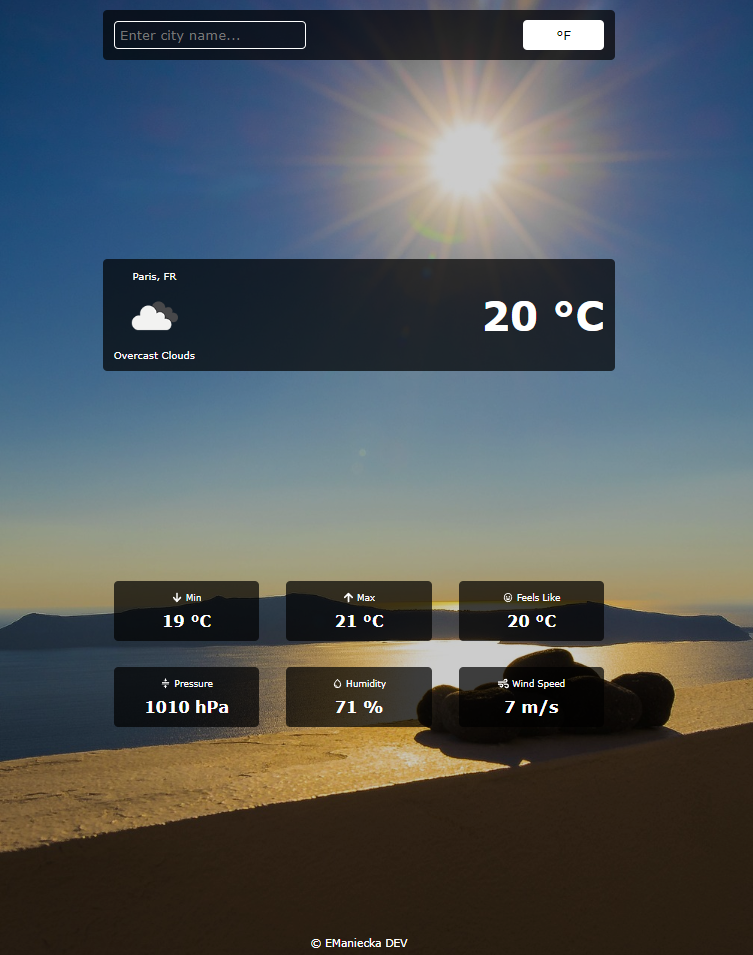 Enter city name...
°F
Paris, FR
20 °C
Overcast Clouds
Min
19 °C
Max
21 °C
Feels Like
20 °C
Pressure
1010 hPa
Humidity
71 %
Wind Speed
7 m/s
© EManiecka DEV